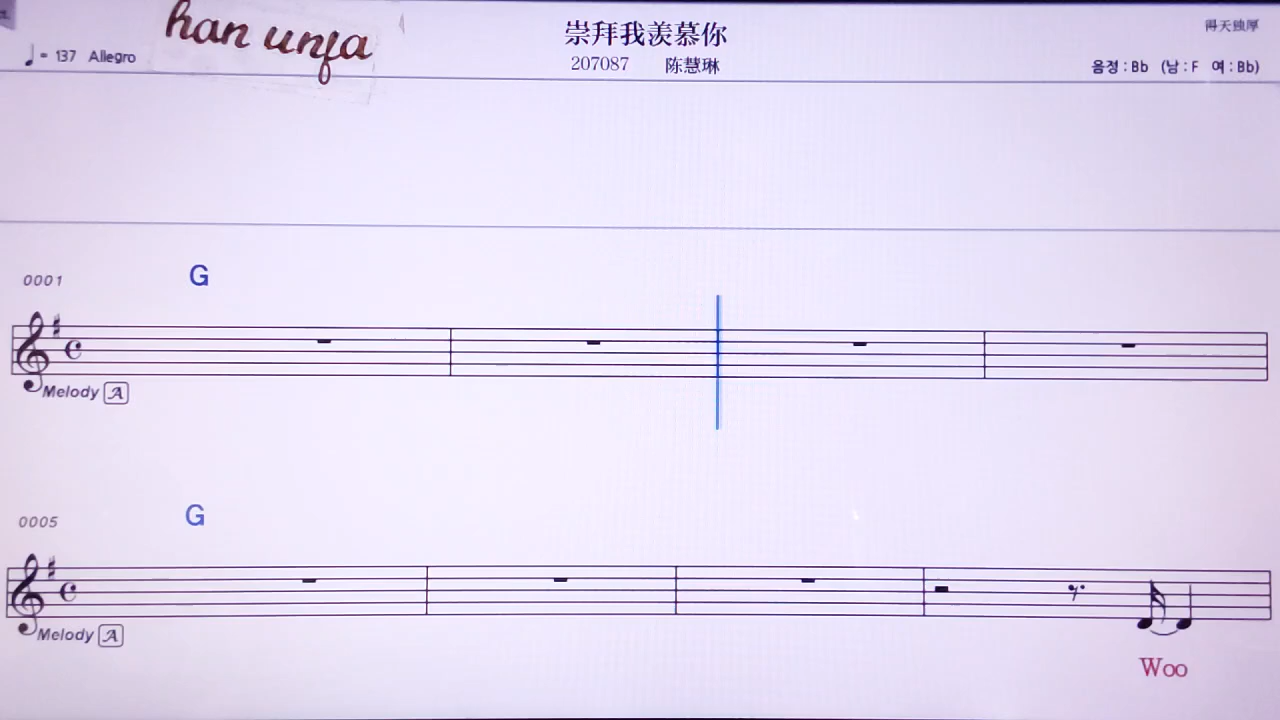 han unfa
崇拜我羡慕你
得天独厚
♩ = 137 Allegro
207087 陈慧琳
음정 : Bb (남 : F 여 : Bb)
0001
G
Melody A
0005
G
Melody A
Woo